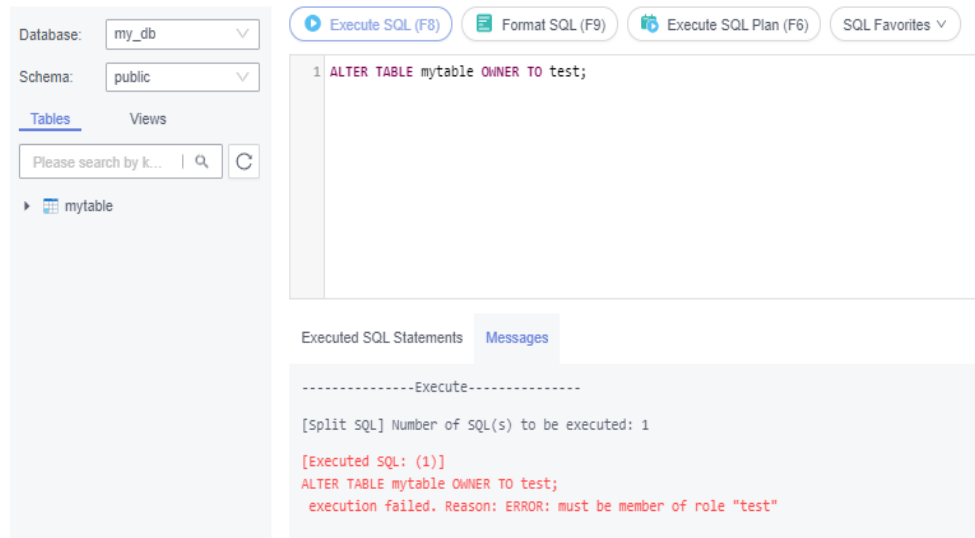 Database:
my_db
Schema:
public
Tables Views
Please search by k...
mytable
Execute SQL (F8) Format SQL (F9) Execute SQL Plan (F6) SQL Favorites
1 ALTER TABLE mytable OWNER TO test;
Executed SQL Statements Messages
---------------Execute---------------
[Split SQL] Number of SQL(s) to be executed: 1
[Executed SQL: (1)]
ALTER TABLE mytable OWNER TO test;
execution failed. Reason: ERROR: must be member of role "test"